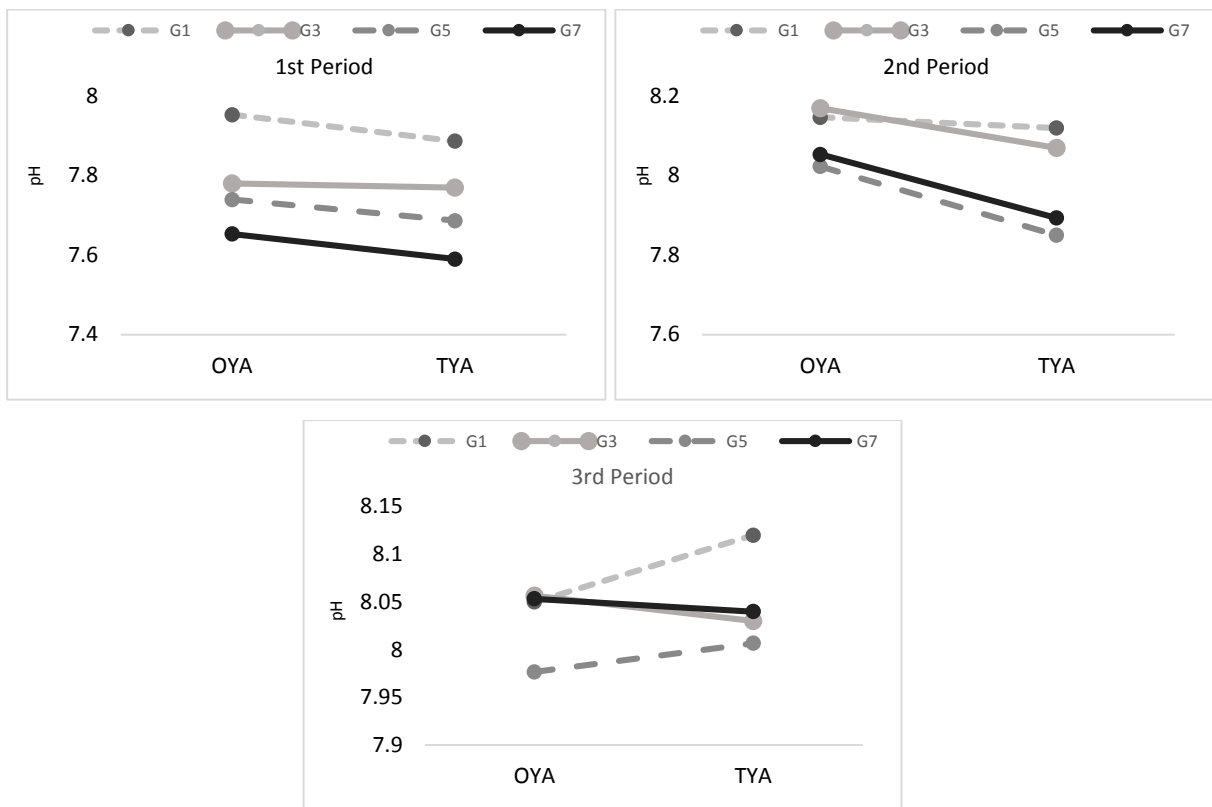 G1 G3 G5 G7
1st Period
8
7.8
7.6
7.4
pH
OYA TYA
G1 G3 G5 G7
2nd Period
8.2
8
7.8
7.6
pH
OYA TYA
G1 G3 G5 G7
3rd Period
8.15
8.1
8.05
8
7.95
7.9
pH
OYA TYA